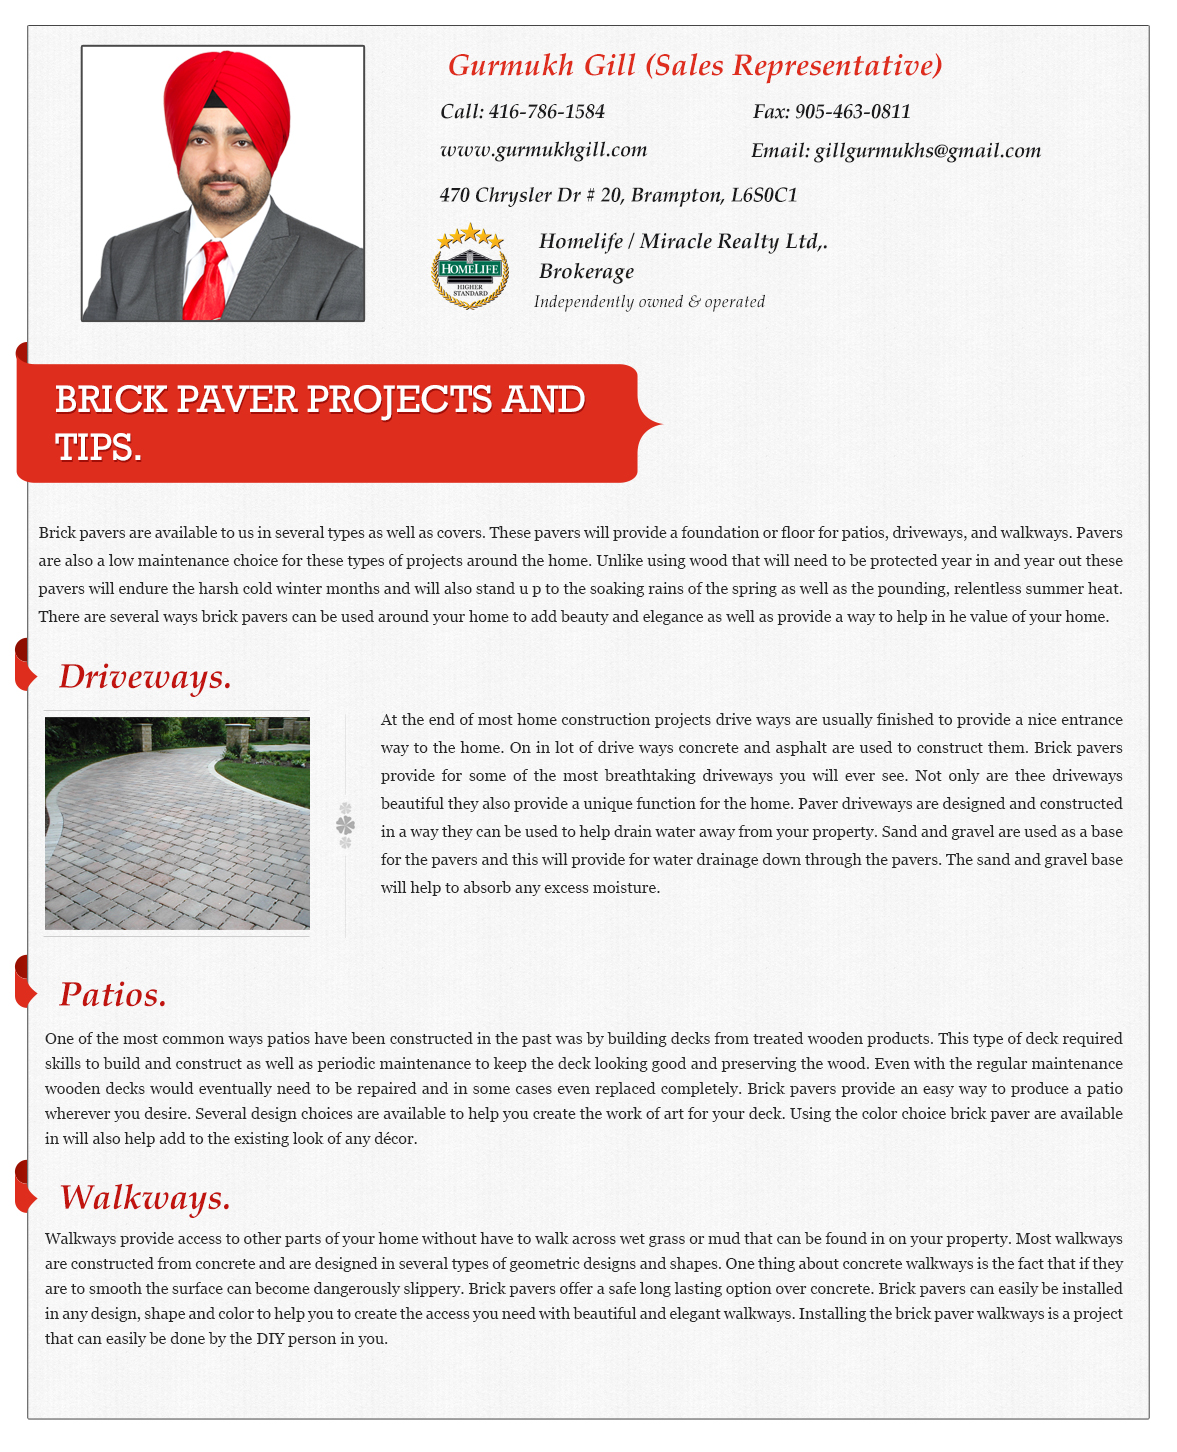 Gurmukh Gill (Sales Representative)
Call: 416-786-1584
Fax: 905-463-0811
www.gurmukhgill.com
Email: gillgurmukhs@gmail.com
470 Chrysler Dr # 20, Brampton, L6S0C1
HOMELIFE
HIGHER
STANDARD
Homelife / Miracle Realty Ltd,.
Brokerage
Independently owned & operated
BRICK PAVER PROJECTS AND
TIPS.
Brick pavers are available to us in several types as well as covers. These pavers will provide a foundation or floor for patios, driveways, and walkways. Pavers
are also a low maintenance choice for these types of projects around the home. Unlike using wood that will need to be protected year in and year out these
pavers will endure the harsh cold winter months and will also stand u p to the soaking rains of the spring as well as the pounding, relentless summer heat.
There are several ways brick pavers can be used around your home to add beauty and elegance as well as provide a way to help in he value of your home.
Driveways.
At the end of most home construction projects drive ways are usually finished to provide a nice entrance
way to the home. On in lot of drive ways concrete and asphalt are used to construct them. Brick pavers
provide for some of the most breathtaking driveways you will ever see. Not only are thee driveways
beautiful they also provide a unique function for the home. Paver driveways are designed and constructed
in a way they can be used to help drain water away from your property. Sand and gravel are used as a base
for the pavers and this will provide for water drainage down through the pavers. The sand and gravel base
will help to absorb any excess moisture.
Patios.
One of the most common ways patios have been constructed in the past was by building decks from treated wooden products. This type of deck required
skills to build and construct as well as periodic maintenance to keep the deck looking good and preserving the wood. Even with the regular maintenance
wooden decks would eventually need to be repaired and in some cases even replaced completely. Brick pavers provide an easy way to produce a patio
wherever you desire. Several design choices are available to help you create the work of art for your deck. Using the color choice brick paver are available
in will also help add to the existing look of any décor.
Walkways.
Walkways provide access to other parts of your home without have to walk across wet grass or mud that can be found in on your property. Most walkways
are constructed from concrete and are designed in several types of geometric designs and shapes. One thing about concrete walkways is the fact that if they
are to smooth the surface can become dangerously slippery. Brick pavers offer a safe long lasting option over concrete. Brick pavers can easily be installed
in any design, shape and color to help you to create the access you need with beautiful and elegant walkways. Installing the brick paver walkways is a project
that can easily be done by the DIY person in you.